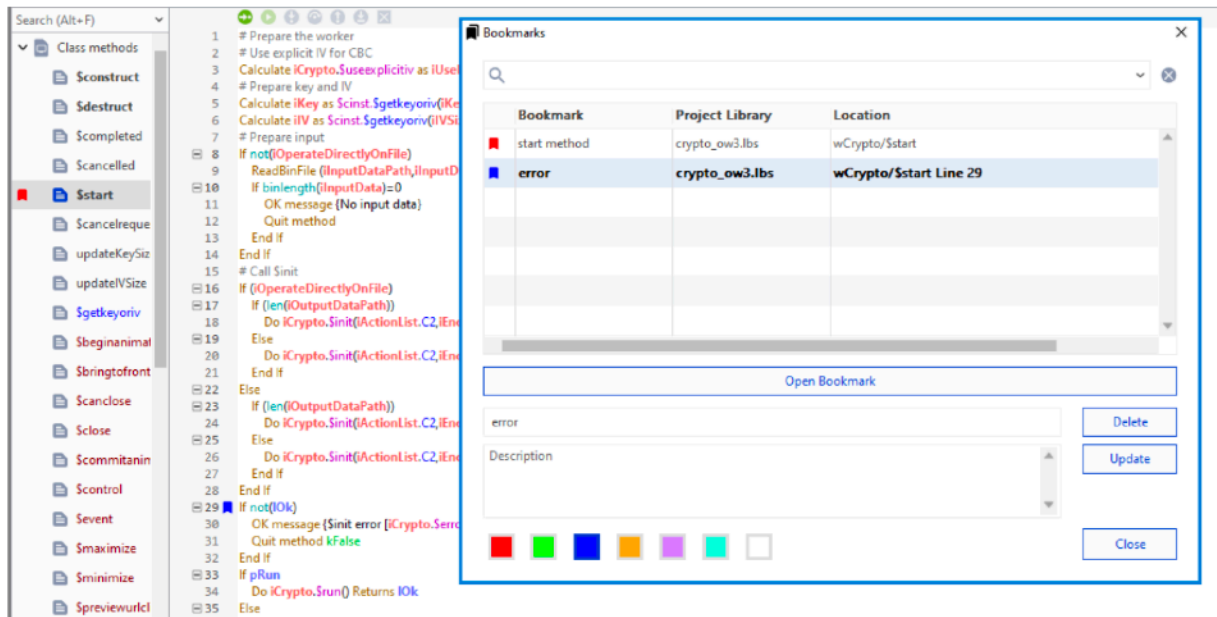 Search (Alt+F)
Class methods
$construct
$destruct
$completed
$cancelled
$start
$cancelreque
updateKeySiz
updateIVSize
$getkeyoriv
$beginanimat
$bringtofront
$canclose
$close
$commitanin
$control
$event
$maximize
$minimize
$previewurlcl
1 # Prepare the worker
2 # Use explicit IV for CBC
3 Calculate iCrypto.$useexplicitiv as iUse
4 # Prepare key and IV
5 Calculate iKey as $cinst.$getkeyoriv(iKe
6 Calculate iIV as $cinst.$getkeyoriv(iIVSi
7 # Prepare input
8 If not(iOperateDirectlyOnFile)
9 ReadBinFile (iInputDataPath,iInputD
10 If binlength(iInputData)=0
11 OK message {No input data}
12 Quit method
13 End If
14 End If
15 # Call $init
16 If (iOperateDirectlyOnFile)
17 If (len(iOutputDataPath))
18 Do iCrypto.$init(iActionList.C2,iEnc
19 Else
20 Do iCrypto.$init(iActionList.C2,iEnc
21 End If
22 Else
23 If (len(iOutputDataPath))
24 Do iCrypto.$init(iActionList.C2,iEnc
25 Else
26 Do iCrypto.$init(iActionList.C2,iEnc
27 End If
28 End If
29 If not(lOk)
30 OK message {$init error [iCrypto.$erro
31 Quit method kFalse
32 End If
33 If pRun
34 Do iCrypto.$run() Returns lOk
35 Else
Bookmarks
Bookmark Project Library Location
start method crypto_ow3.lbs wCrypto/$start
error crypto_ow3.lbs wCrypto/$start Line 29
Open Bookmark
error
Delete
Description
Update
Close